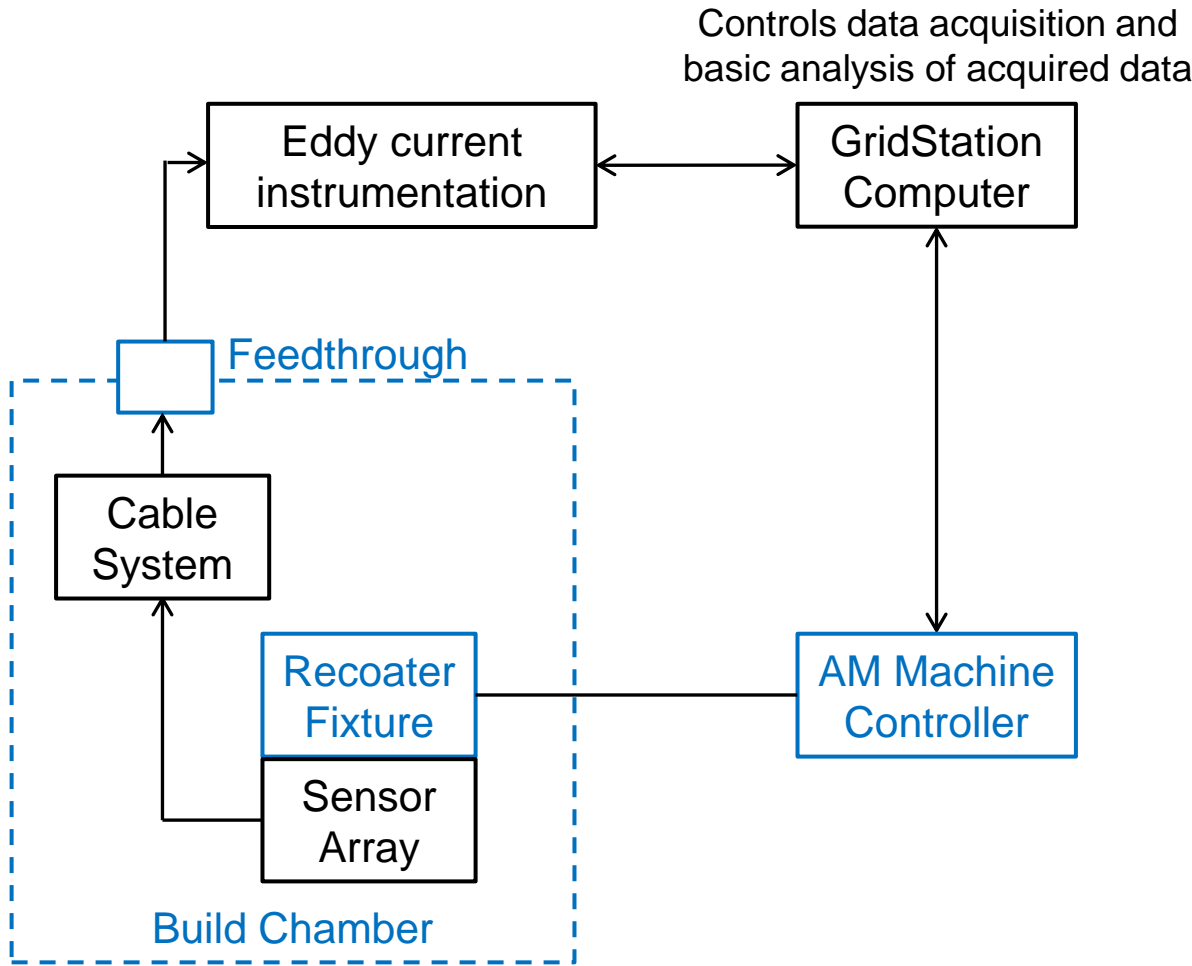 Controls data acquisition and
basic analysis of acquired data
Eddy current
instrumentation
GridStation
Computer
Feedthrough
Cable
System
Recoater
Fixture
AM Machine
Controller
Sensor
Array
Build Chamber